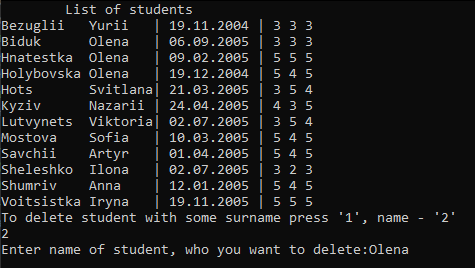 List of students
Bezuglii Yurii | 19.11.2004 | 3 3 3
Biduk Olena | 06.09.2005 | 3 3 3
Hnatestka Olena | 09.02.2005 | 5 5 5
Holybovska Olena | 19.12.2004 | 5 4 5
Hots Svitlana| 21.03.2005 | 3 5 4
Kyziv Nazarii | 24.04.2005 | 4 3 5
Lutvynets Viktoria| 02.07.2005 | 3 5 4
Mostova Sofia | 10.03.2005 | 5 4 5
Savchii Artyr | 01.04.2005 | 5 4 5
Sheleshko Ilona | 02.07.2005 | 3 2 3
Shumriv Anna | 12.01.2005 | 5 4 5
Voitsistka Iryna | 19.11.2005 | 5 5 5
To delete student with some surname press '1', name - '2'
2
Enter name of student, who you want to delete:Olena